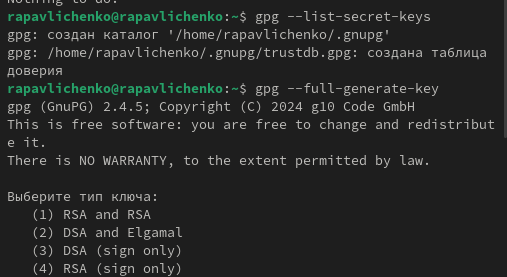 Nothing to do.
rapavlichenko@rapavlichenko:~$ gpg --list-secret-keys
gpg: создан каталог '/home/rapavlichenko/.gnupg'
gpg: /home/rapavlichenko/.gnupg/trustdb.gpg: создана таблица
доверия
rapavlichenko@rapavlichenko:~$ gpg --full-generate-key
gpg (GnuPG) 2.4.5; Copyright (C) 2024 g10 Code GmbH
This is free software: you are free to change and redistribut
e it.
There is NO WARRANTY, to the extent permitted by law.
Выберите тип ключа:
(1) RSA and RSA
(2) DSA and Elgamal
(3) DSA (sign only)
(4) RSA (sign only)